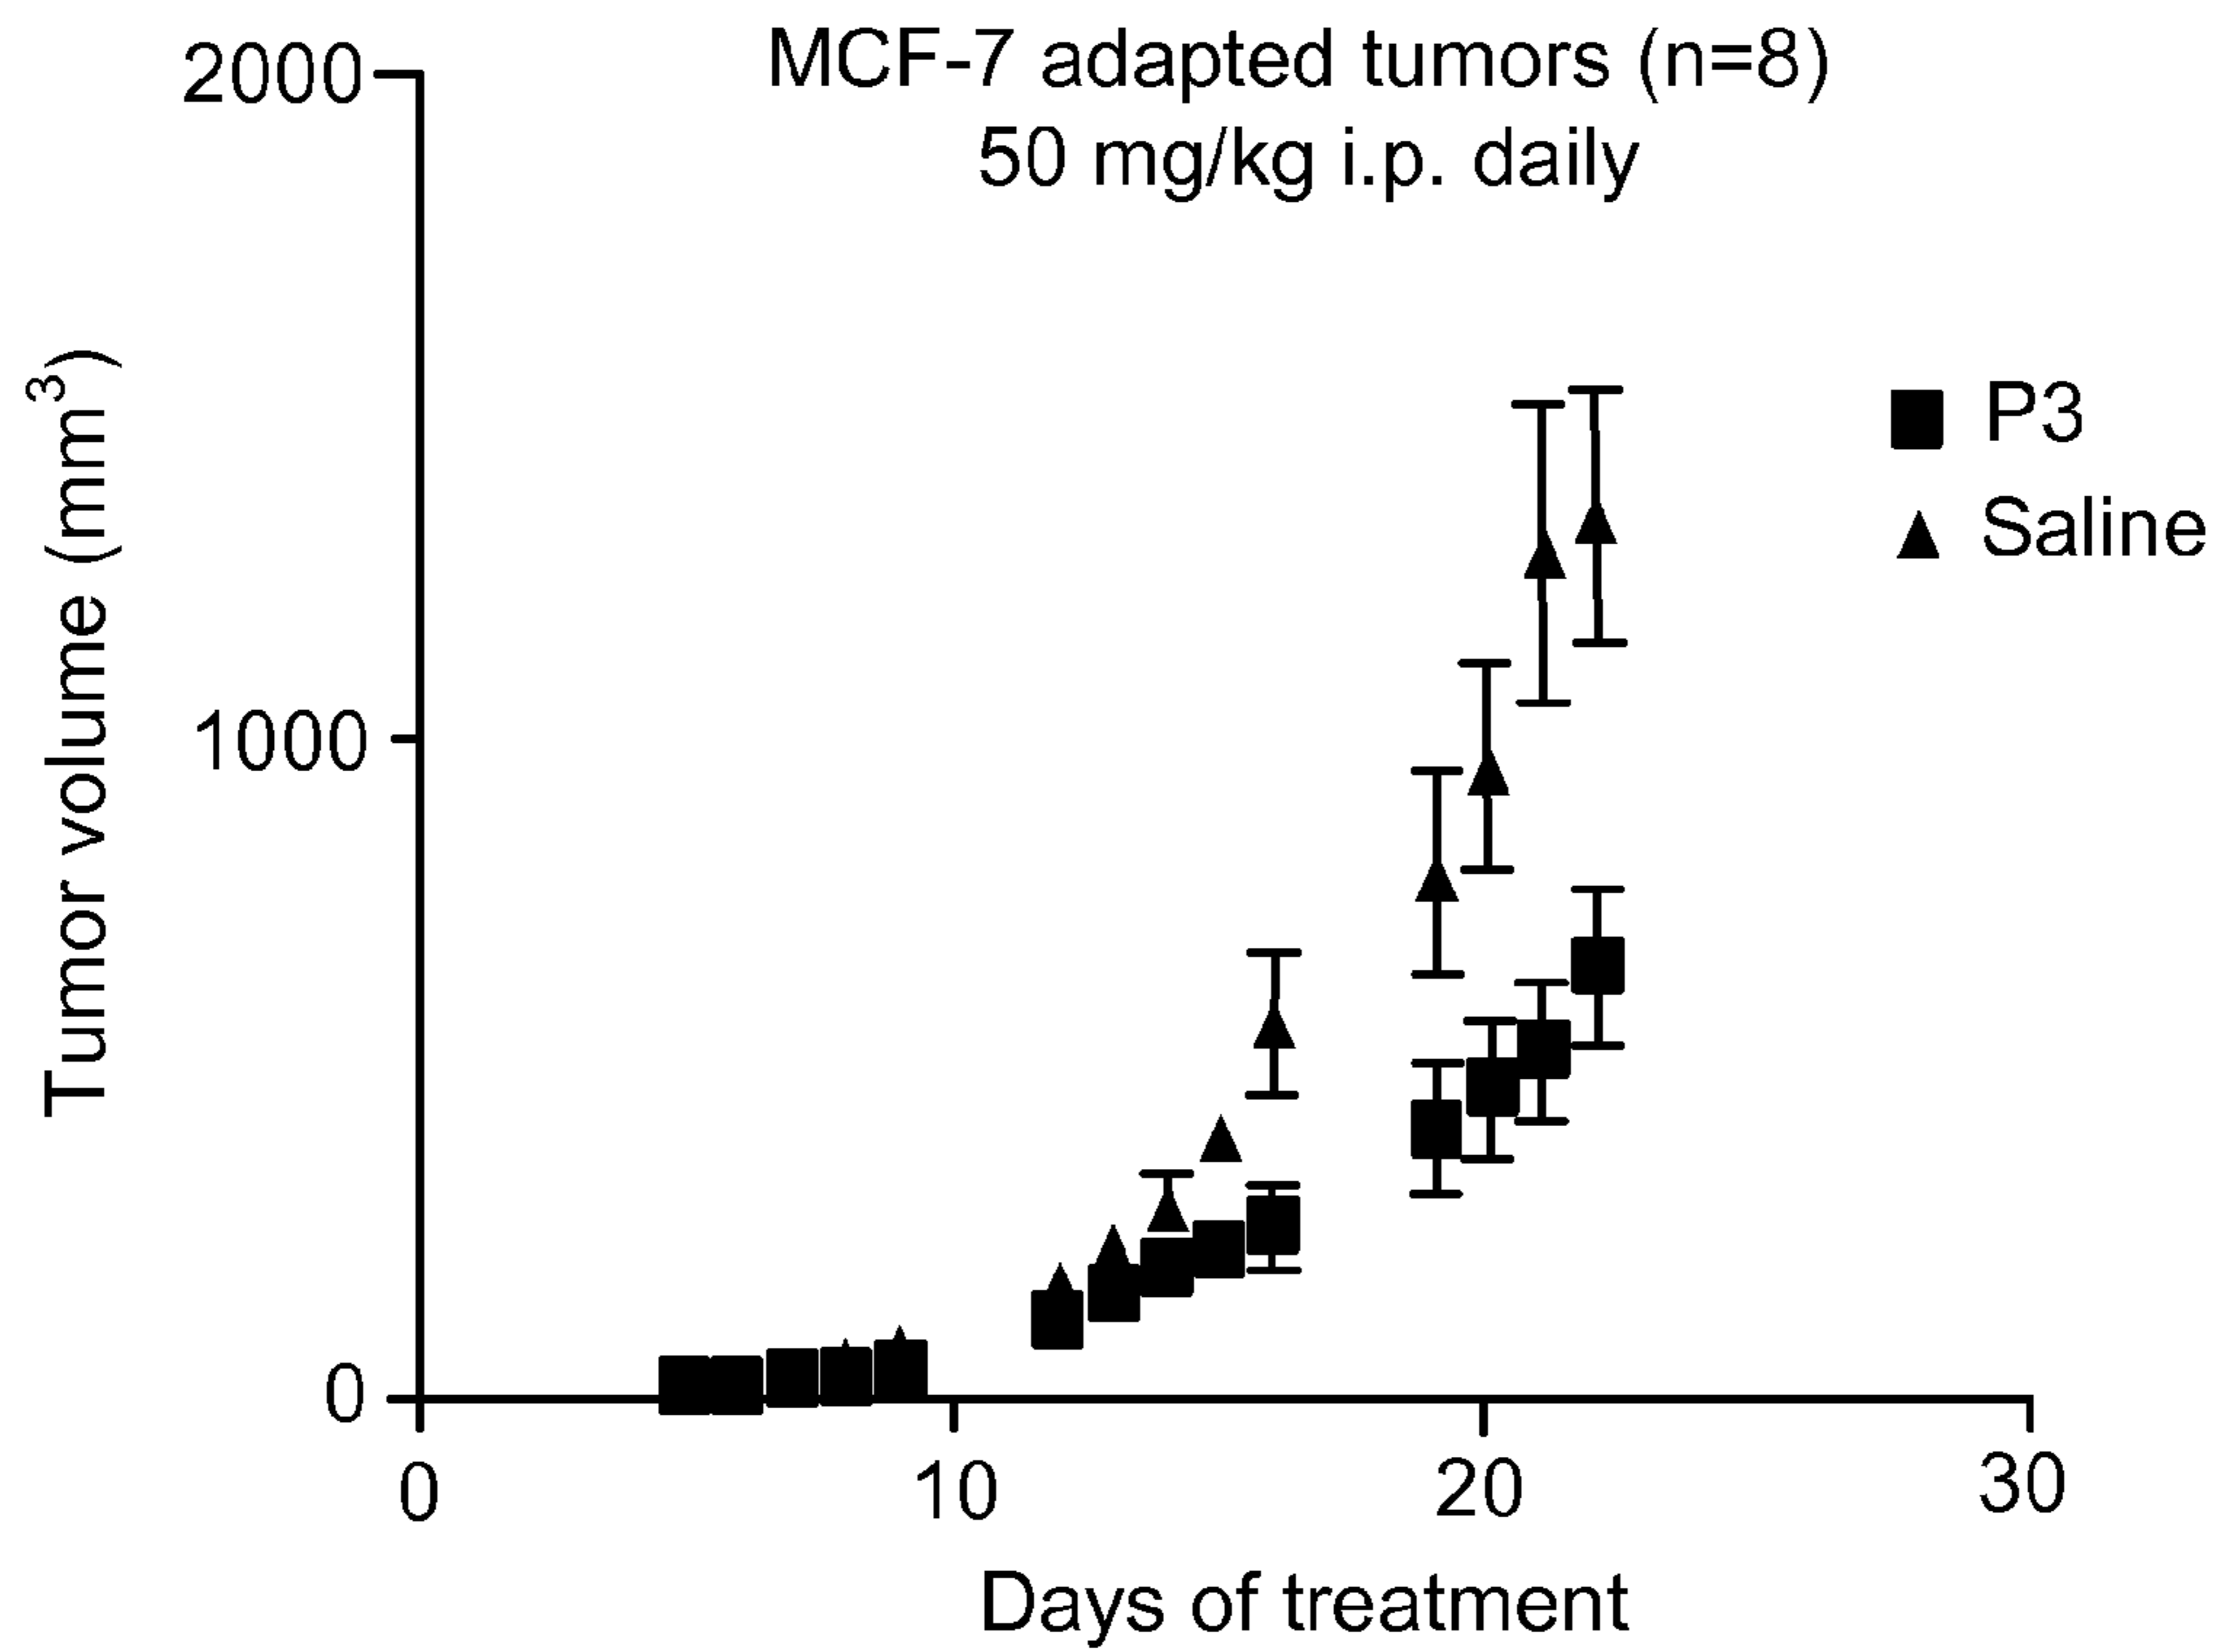 MCF-7 adapted tumors (n=8)
50 mg/kg i.p. daily
2000
1000
0
Tumor volume (mm³)
P3
Saline
0
10
20
30
Days of treatment